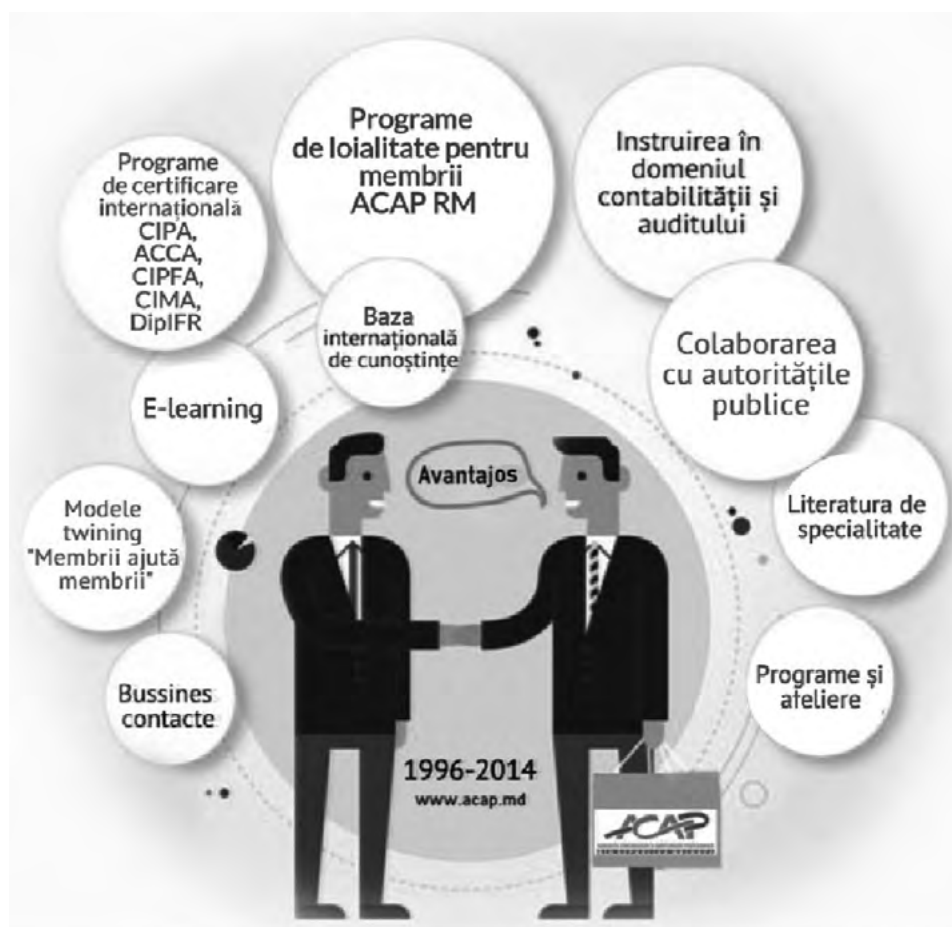 Programe
de certificare
internațională
CIPA,
ACCA,
CIPFA,
CIMA,
DipIFR
Programe
de loialitate pentru
membrii
ACAP RM
Instruirea în
domeniul
contabilității și
auditului
Baza
internațională
de cunoștințe
Colaborarea
cu autoritățile
publice
E-learning
Avantajos
Literatura de
specialitate
Modele
twining
"Membrii ajută
membrii"
Bussines
contacte
Programe și
ateliere
1996-2014
www.acap.md
ACAP